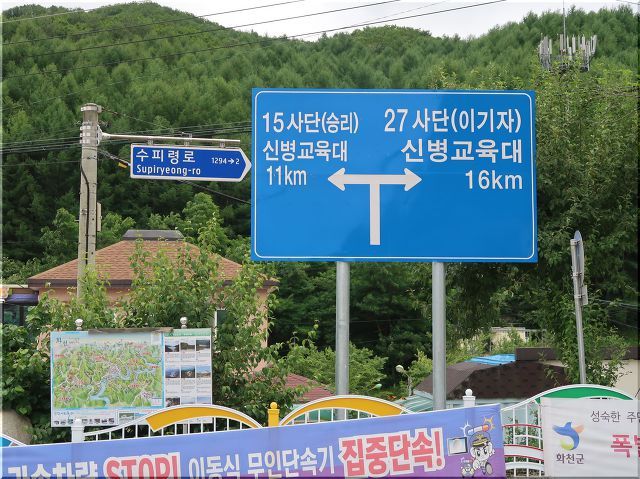 15사단(승리)
신병교육대
11km
27사단(이기자)
신병교육대
16km
수피령로
Supiryeong-ro
1294→2
STOP! 이동식 무인단속기 집중단속!
성숙한
화천군